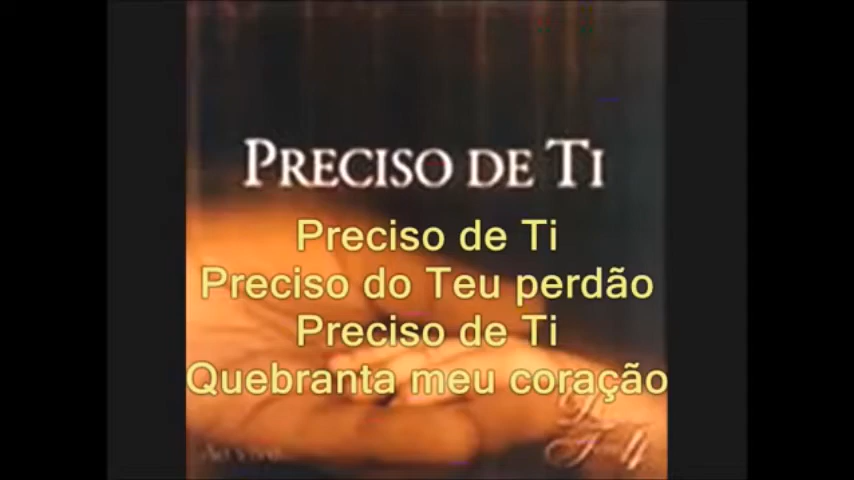 PRECISO DE TI
Preciso de Ti
Preciso do Teu perdão
Preciso de Ti
Quebranta meu coração